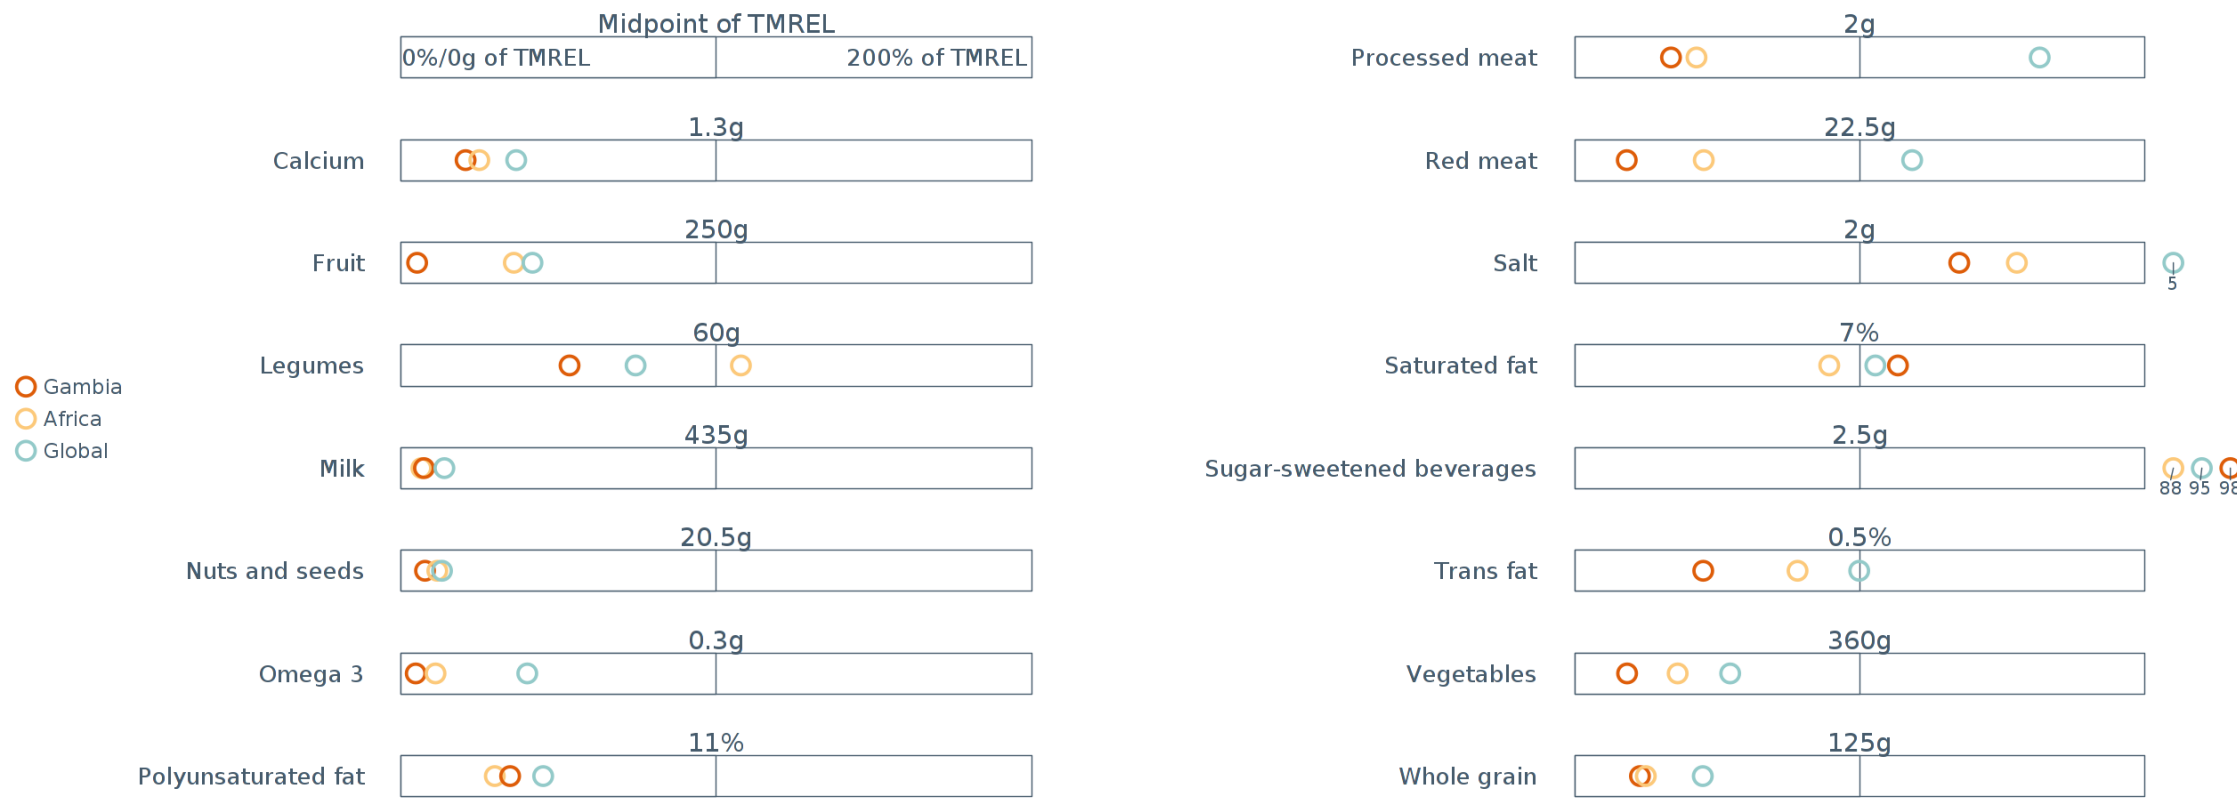 Midpoint of TMREL
0%/0g of TMREL 200% of TMREL
1.3g
Calcium
250g
Fruit
60g
Legumes
435g
Milk
20.5g
Nuts and seeds
0.3g
Omega 3
11%
Polyunsaturated fat
Gambia
Africa
Global
2g
Processed meat
22.5g
Red meat
2g
Salt
5
7%
Saturated fat
2.5g
Sugar-sweetened beverages
88 95 98
0.5%
Trans fat
360g
Vegetables
125g
Whole grain